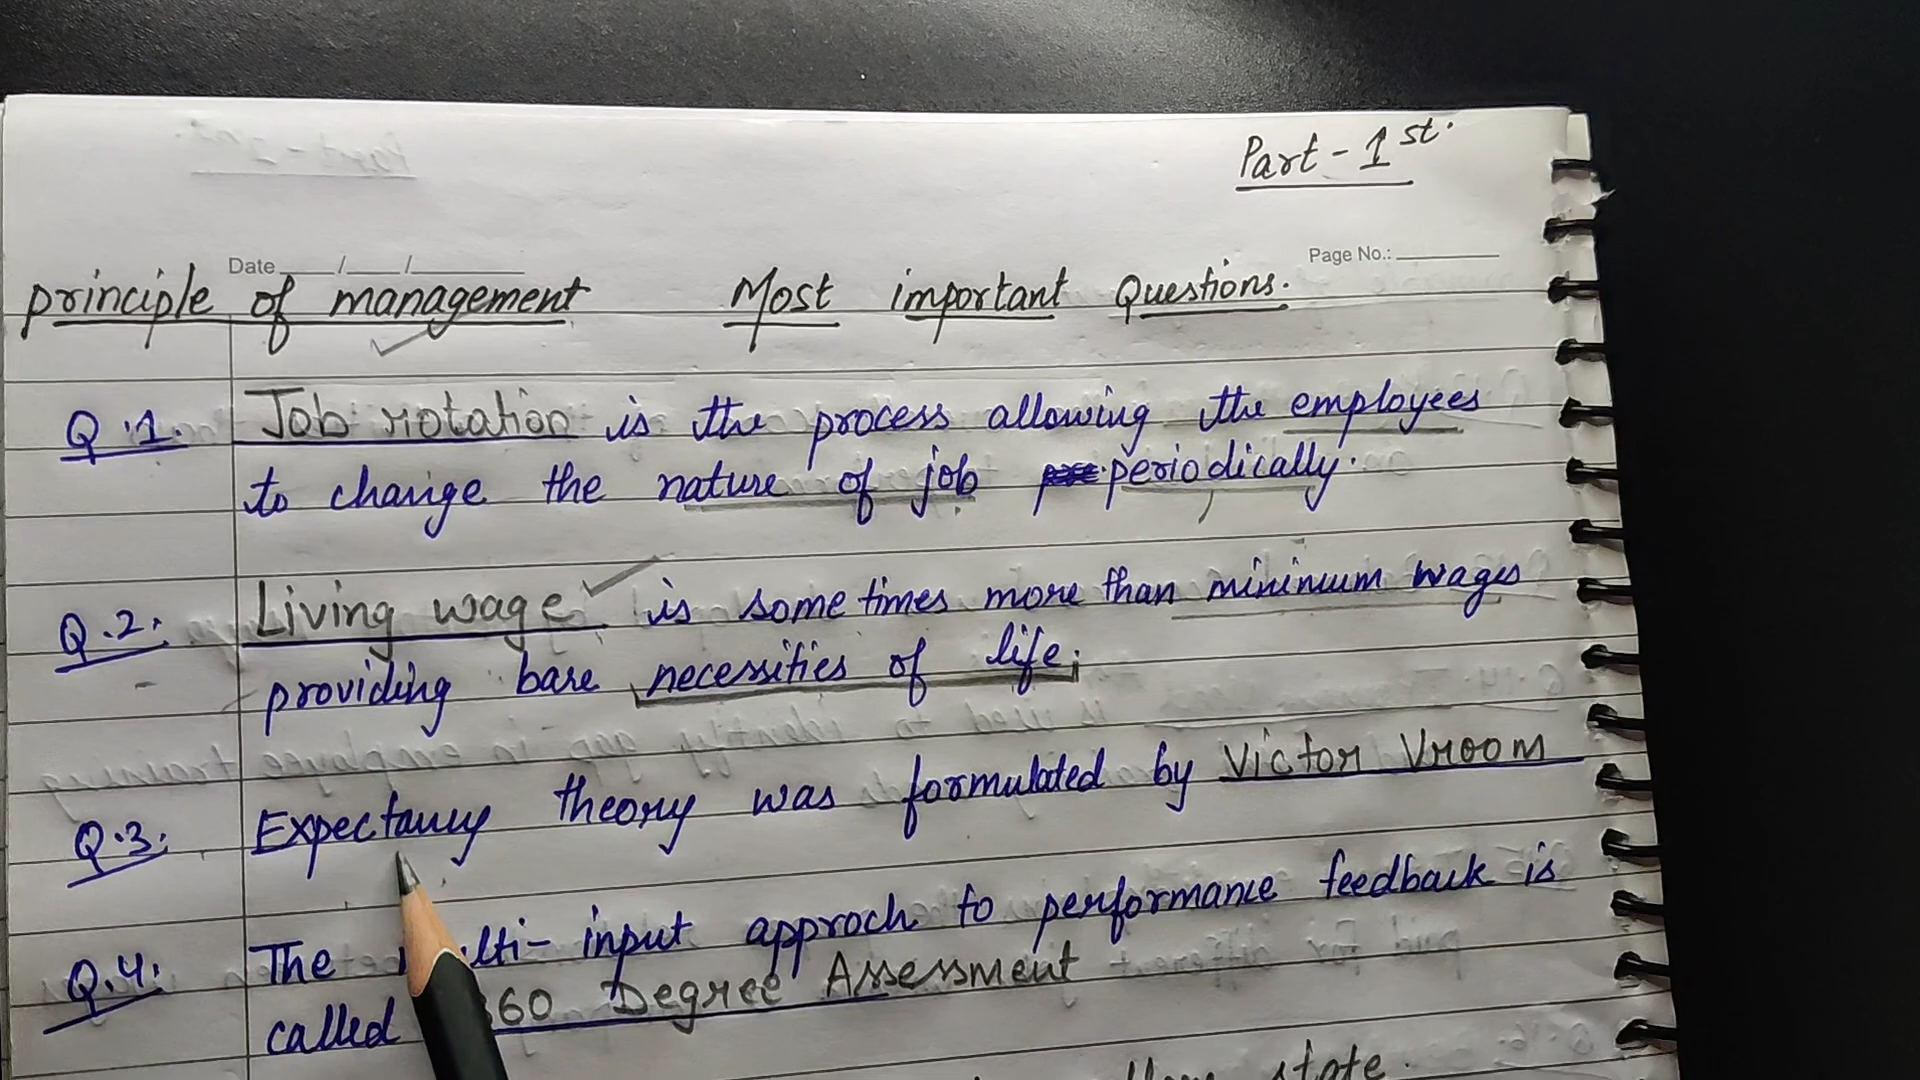 Part - 1st.
Date / /
Page No.:
principle of management Most important Questions.
Q.1. Job rotation is the process allowing the employees
to change the nature of job periodically.
Q.2. Living wage is some times more than mininum wages
providing bare necessities of life.
Q.3. Expectancy theory was formulated by Victor Vroom
Q.4. The multi-input approch to performance feedback is
called 360 Degree Assessment
state.